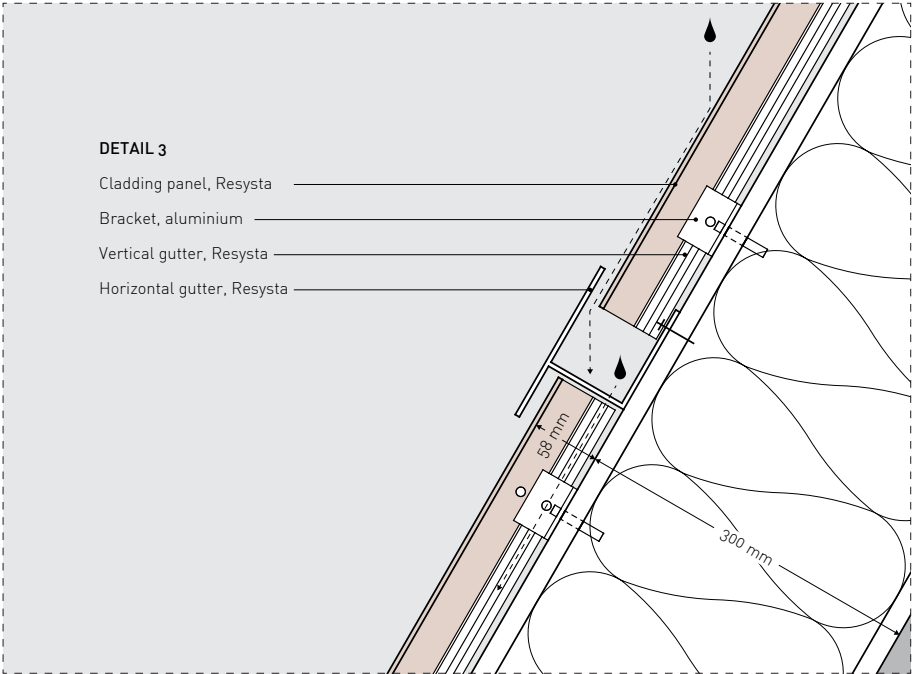 DETAIL 3
Cladding panel, Resysta
Bracket, aluminium
Vertical gutter, Resysta
Horizontal gutter, Resysta
58 mm
300 mm